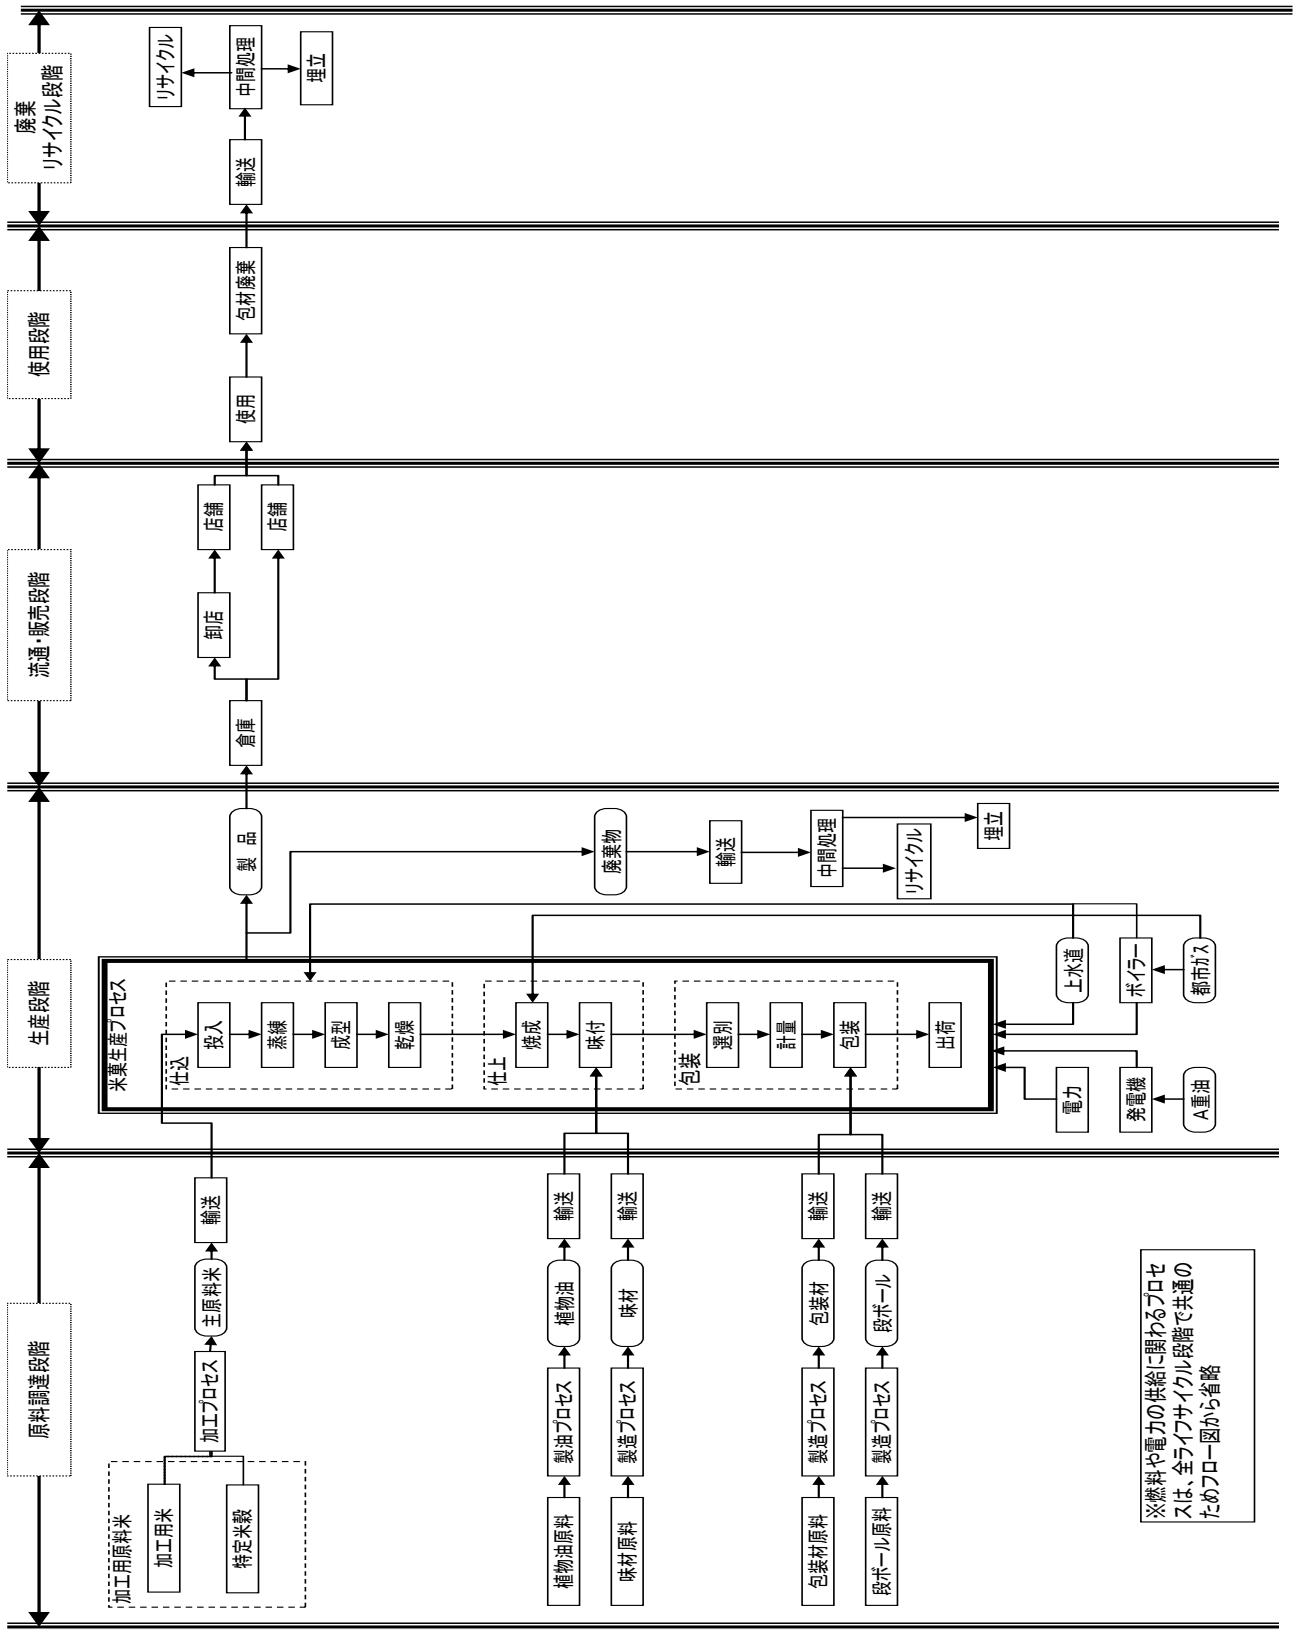 原料調達段階
生産段階
流通・販売段階
使用段階
廃棄
リサイクル段階
加工用原料米
加工用米
特定米穀
加工プロセス
主原料米
輸送
植物油原料
製油プロセス
植物油
輸送
味材原料
製造プロセス
味材
輸送
包装材原料
製造プロセス
包装材
輸送
段ボール原料
製造プロセス
段ボール
輸送
※燃料や電力の供給に関わるプロセ
スは、全ライフサイクル段階で共通の
ためフロー図から省略
米菓生産プロセス
仕込
投入
蒸練
成型
乾燥
仕上
焼成
味付
包装
選別
計量
包装
出荷
電力
発電機
A重油
上水道
ボイラー
都市ガス
製品
廃棄物
輸送
中間処理
リサイクル
埋立
倉庫
卸店
店舗
店舗
使用
包材廃棄
輸送
中間処理
リサイクル
埋立